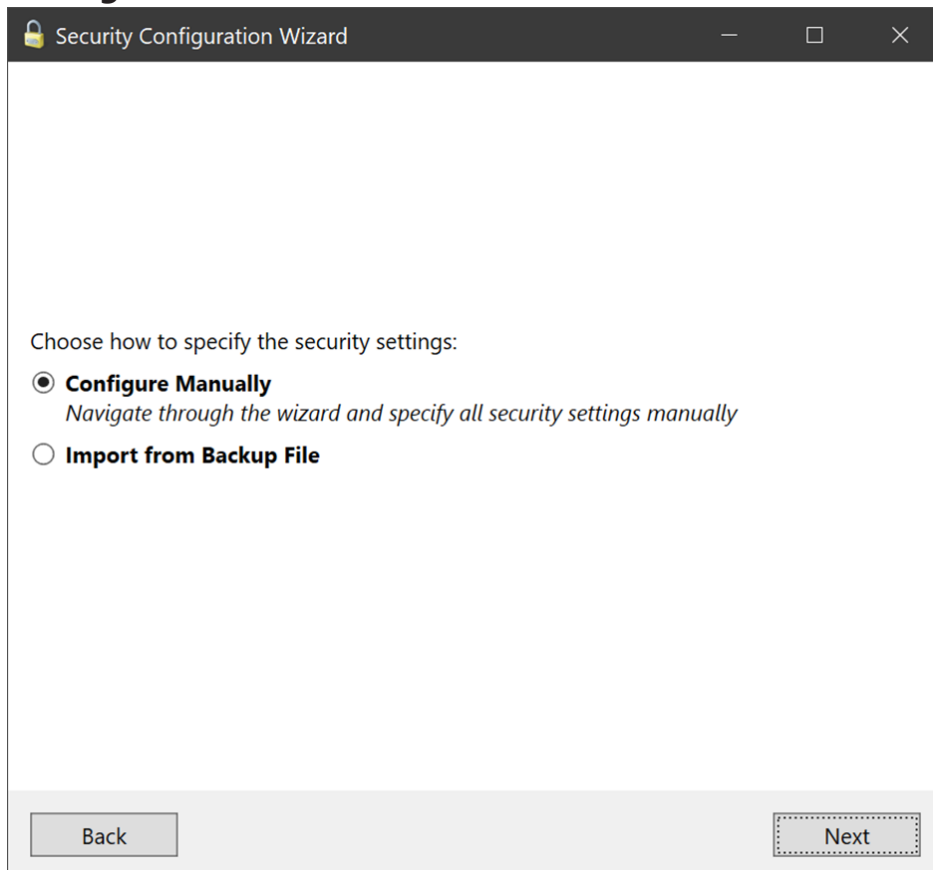 Security Configuration Wizard
Choose how to specify the security settings:
Configure Manually
Navigate through the wizard and specify all security settings manually
Import from Backup File
Back
Next